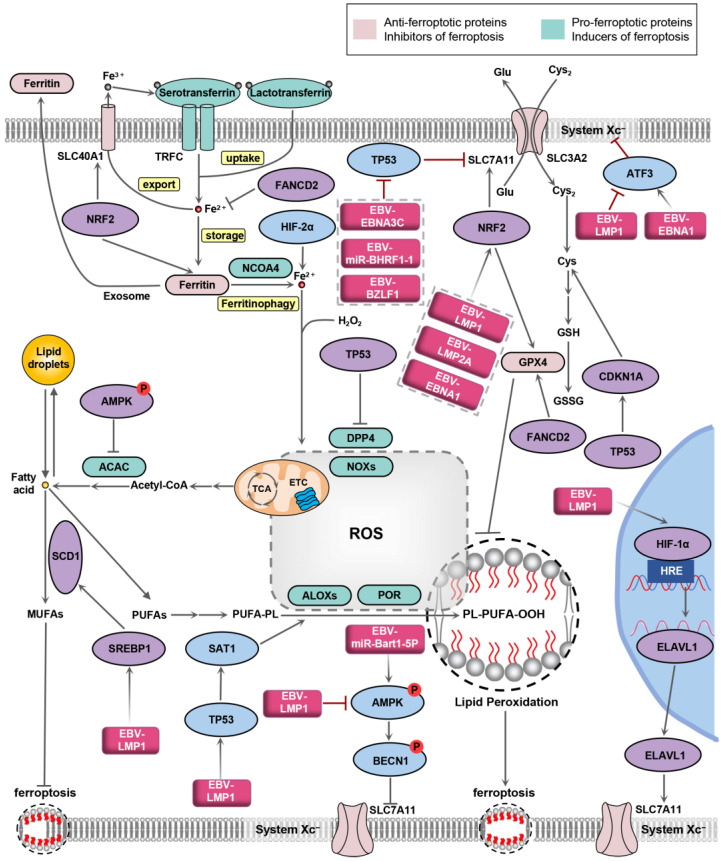 Anti-ferroptotic proteins
Inhibitors of ferroptosis
Pro-ferroptotic proteins
Inducers of ferroptosis
Ferritin
Fe3+
Serotransferrin
Lactotransferrin
Glu
Cys2
System Xc−
SLC40A1
TRFC
uptake
TP53
SLC7A11
SLC3A2
ATF3
export
FANCD2
Glu
Cys2
Fe2+
EBV-
EBNA3C
EBV-
LMP1
EBV-
EBNA1
NRF2
HIF-2α
NRF2
storage
EBV-
miR-BHRF1-1
NCOA4
Cys
Fe2+
Exosome
Ferritin
EBV-
BZLF1
Ferritinophagy
EBV-
LMP1
H2O2
GSH
Lipid
droplets
TP53
EBV-
LMP2A
GPX4
CDKN1A
AMPK
P
EBV-
EBNA1
GSSG
DPP4
FANCD2
TP53
ACAC
NOXs
Fatty
acid
Acetyl-CoA
TCA
ETC
EBV-
LMP1
ROS
HIF-1α
SCD1
HRE
ALOXs
POR
MUFAs
PUFAs
PUFA-PL
PL-PUFA-OOH
EBV-
miR-Bart1-5P
SREBP1
SAT1
ELAVL1
EBV-
LMP1
AMPK
P
Lipid Peroxidation
TP53
EBV-
LMP1
BECN1
P
ELAVL1
EBV-
LMP1
ferroptosis
SLC7A11
ferroptosis
SLC7A11
System Xc−
System Xc−